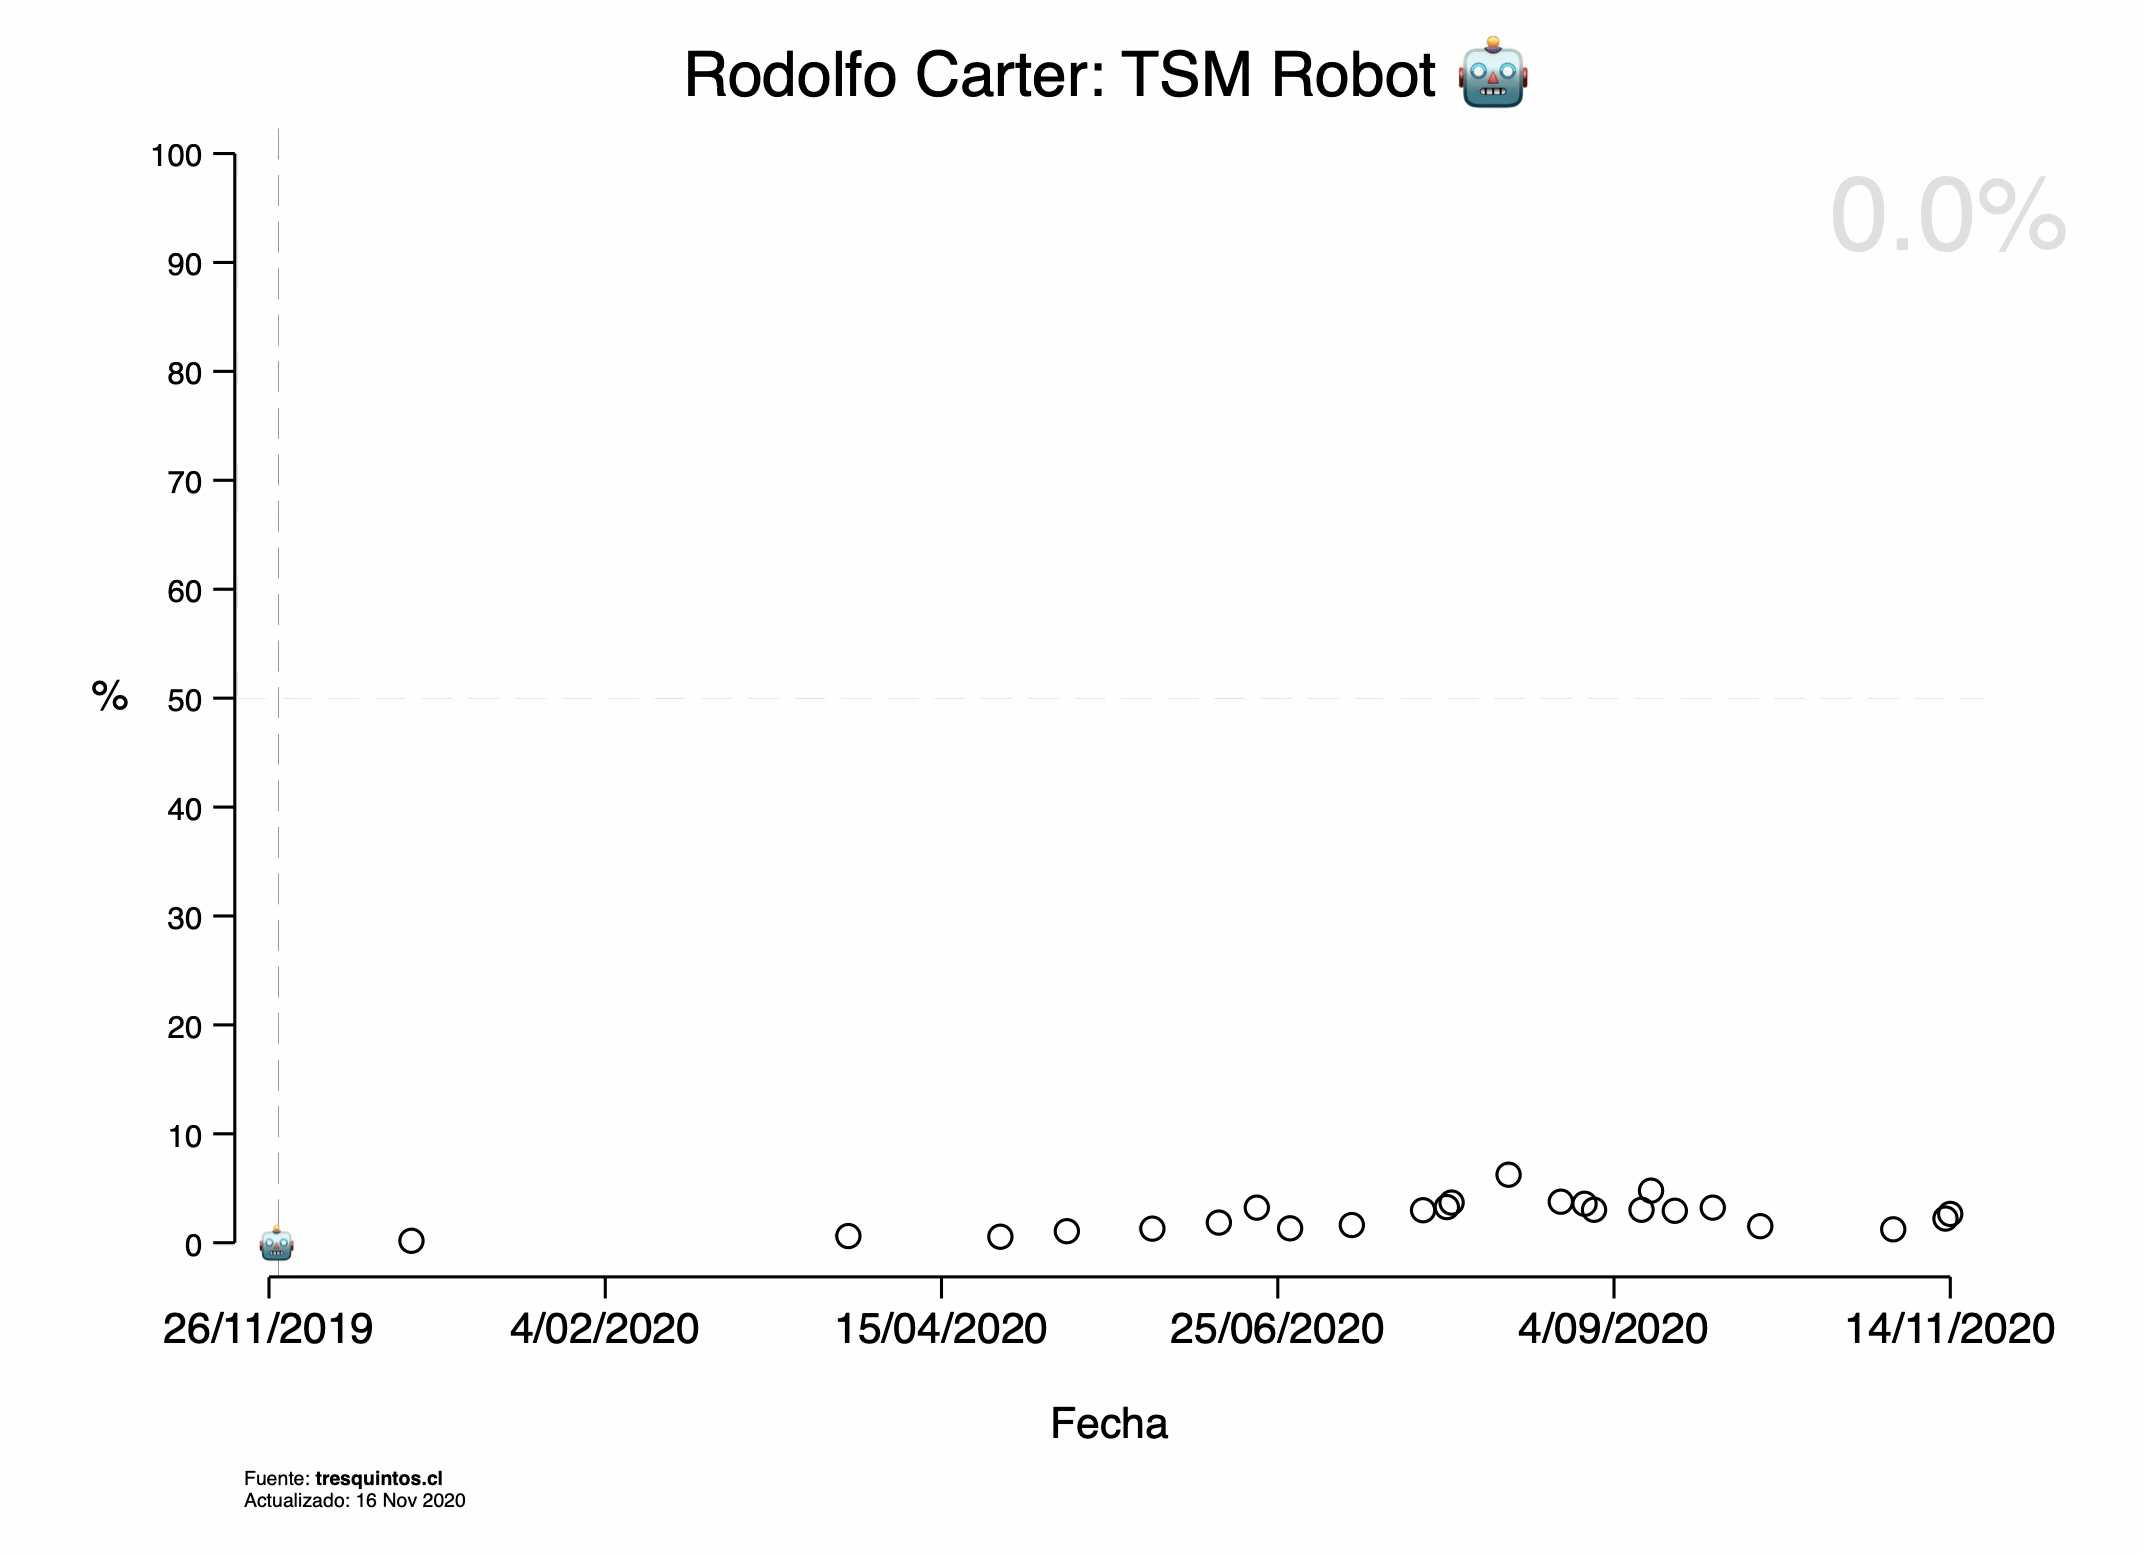 Rodolfo Carter: TSM Robot 🤖
0.0%
100
90
80
70
60
50
40
30
20
10
0
%
26/11/2019 4/02/2020 15/04/2020 25/06/2020 4/09/2020 14/11/2020
Fecha
Fuente: tresquintos.cl
Actualizado: 16 Nov 2020